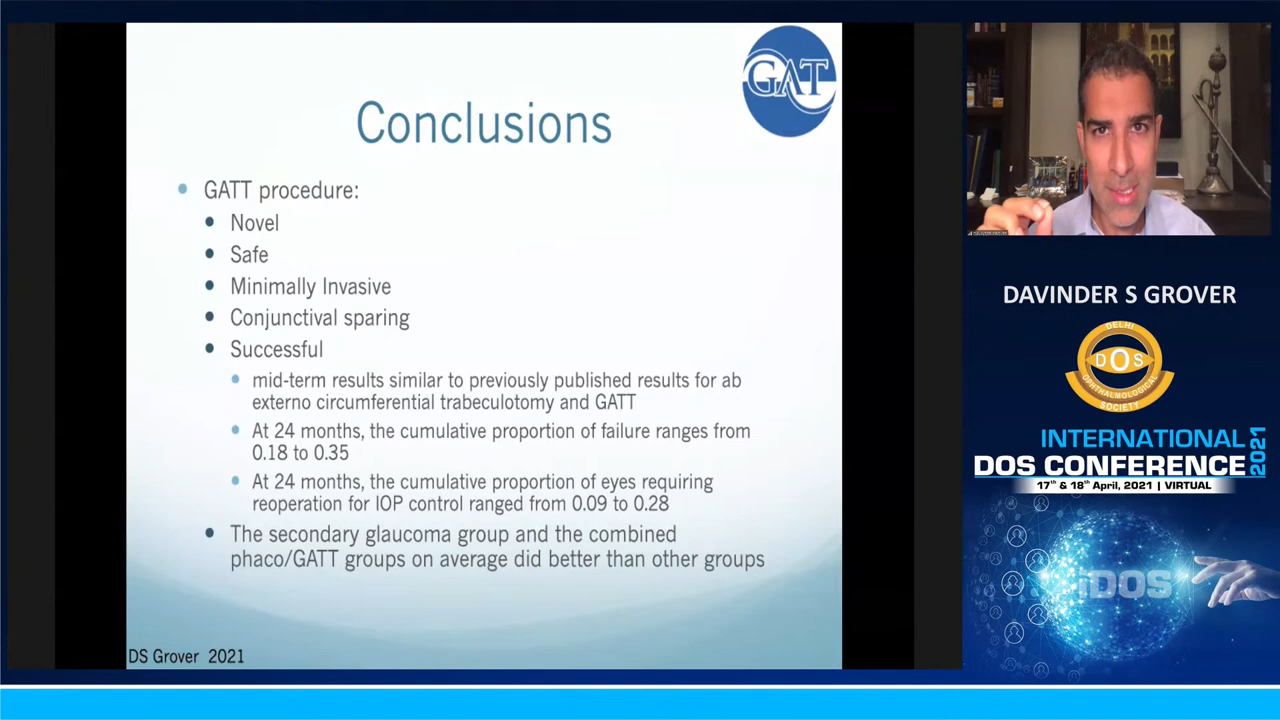 GAT
Conclusions
GATT procedure:
Novel
Safe
Minimally Invasive
Conjunctival sparing
Successful
mid-term results similar to previously published results for ab
externo circumferential trabeculotomy and GATT
At 24 months, the cumulative proportion of failure ranges from
0.18 to 0.35
At 24 months, the cumulative proportion of eyes requiring
reoperation for IOP control ranged from 0.09 to 0.28
The secondary glaucoma group and the combined
phaco/GATT groups on average did better than other groups
DS Grover 2021
DAVINDER S GROVER
DELHI
DOS
OPHTHALMOLOGICAL
SOCIETY
INTERNATIONAL
DOS CONFERENCE
2021
17th & 18th April, 2021 | VIRTUAL
iDOS